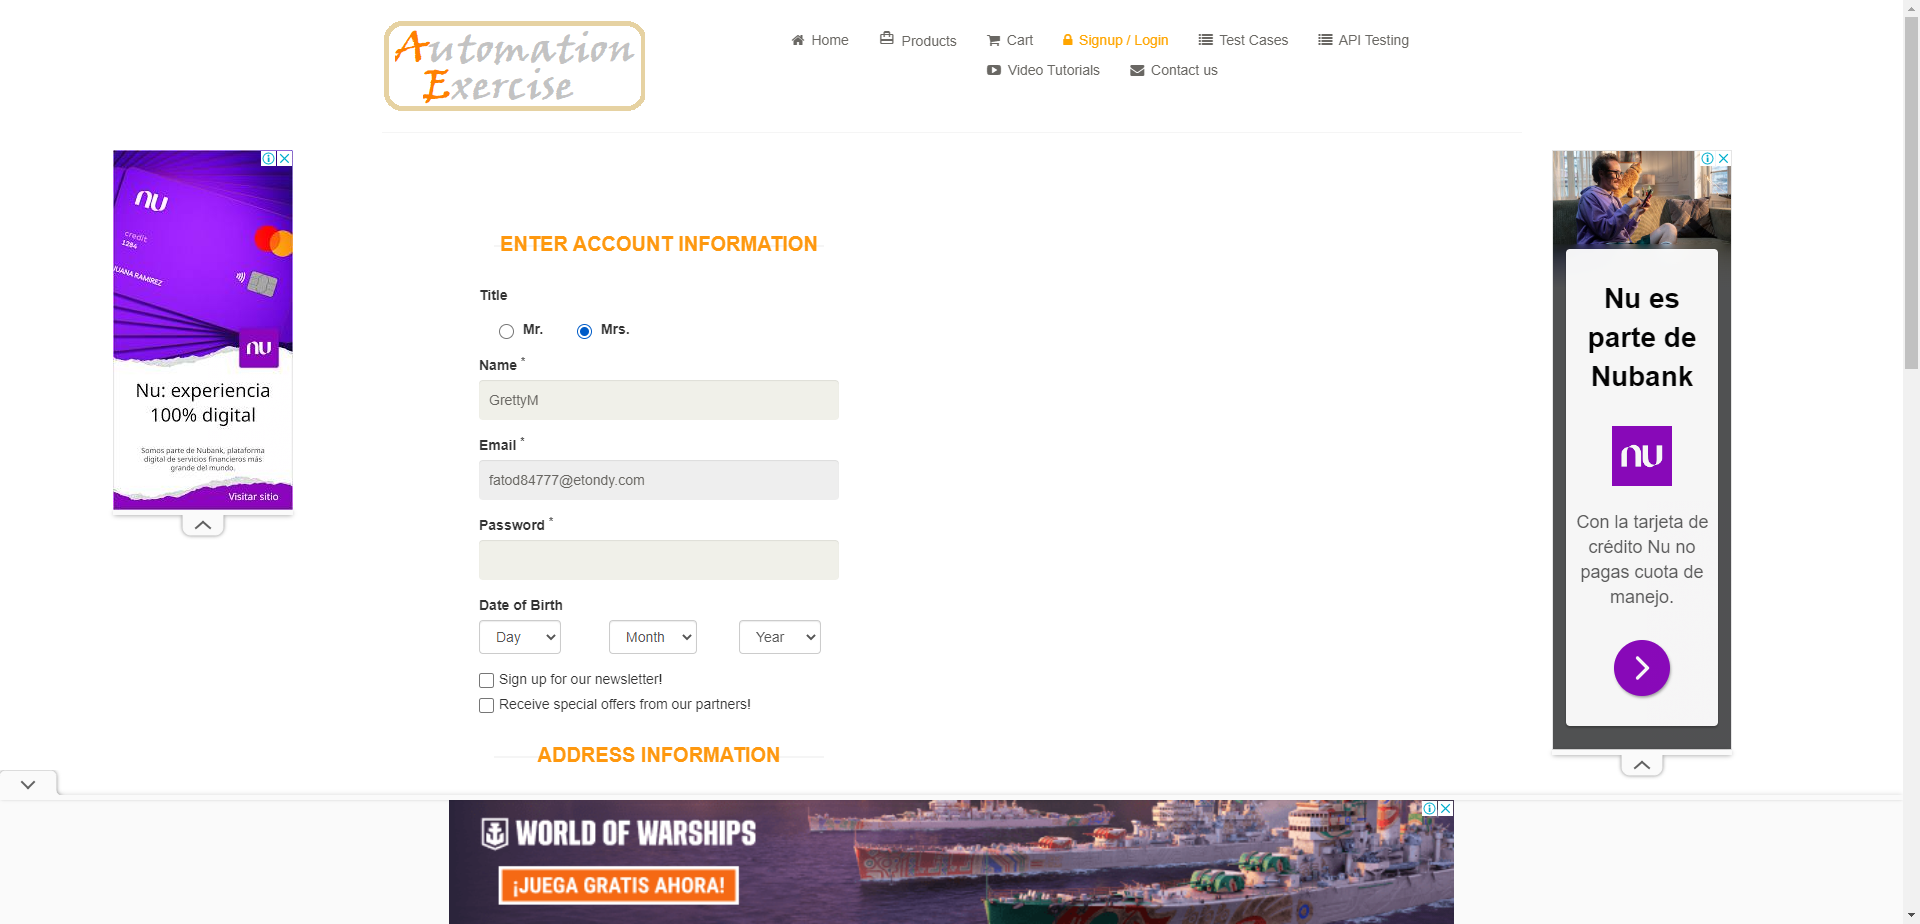 Automation
Exercise
Home
Products
Cart
Signup / Login
Test Cases
API Testing
Video Tutorials
Contact us
nu
credit
1284
JUANA RAMIREZ
nu
Nu: experiencia
100% digital
Somos parte de Nubank, plataforma
digital de servicios financieros más
grande del mundo.
Visitar sitio
ENTER ACCOUNT INFORMATION
Title
Mr.
Mrs.
Name *
GrettyM
Email *
fatod84777@etondy.com
Password *
Date of Birth
Day
Month
Year
Sign up for our newsletter!
Receive special offers from our partners!
ADDRESS INFORMATION
Nu es
parte de
Nubank
nu
Con la tarjeta de
crédito Nu no
pagas cuota de
manejo.
WORLD OF WARSHIPS
¡JUEGA GRATIS AHORA!